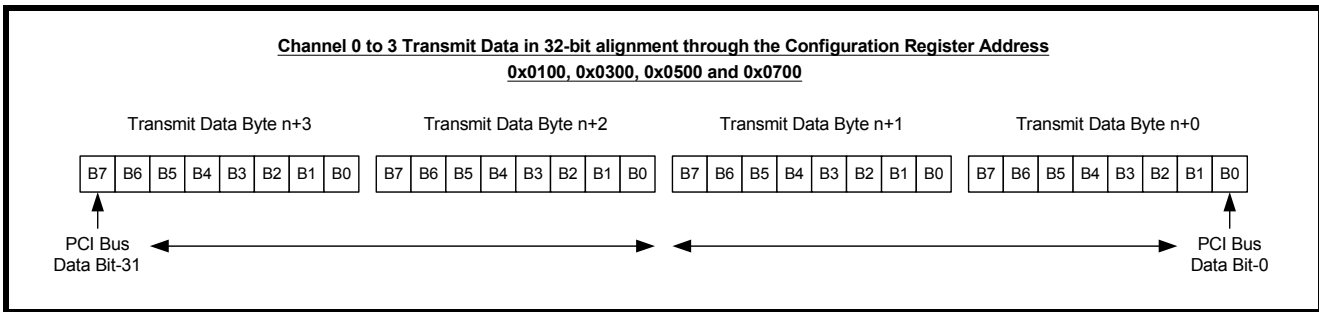 Channel 0 to 3 Transmit Data in 32-bit alignment through the Configuration Register Address
0x0100, 0x0300, 0x0500 and 0x0700
Transmit Data Byte n+3 Transmit Data Byte n+2 Transmit Data Byte n+1 Transmit Data Byte n+0
B7 B6 B5 B4 B3 B2 B1 B0 B7 B6 B5 B4 B3 B2 B1 B0 B7 B6 B5 B4 B3 B2 B1 B0 B7 B6 B5 B4 B3 B2 B1 B0
PCI Bus PCI Bus
Data Bit-31 Data Bit-0